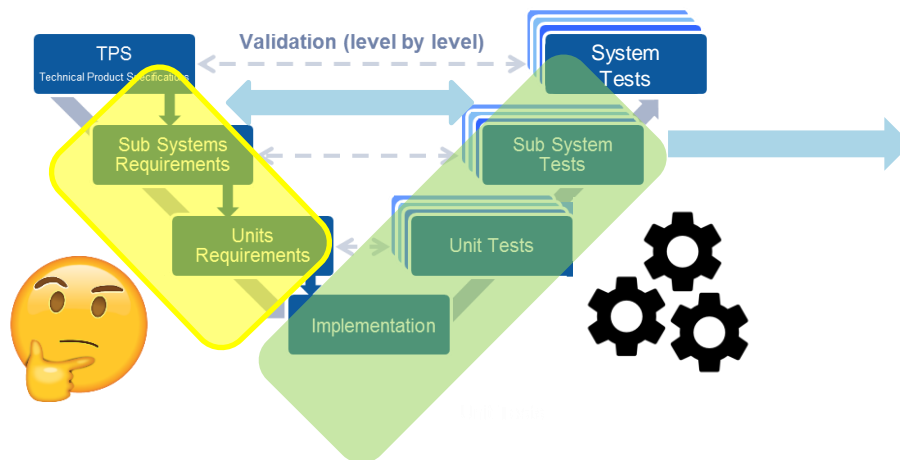 TPS
Technical Product Specifications
Validation (level by level)
System
Tests
Sub Systems
Requirements
Sub System
Tests
Units
Requirements
Unit Tests
Implementation